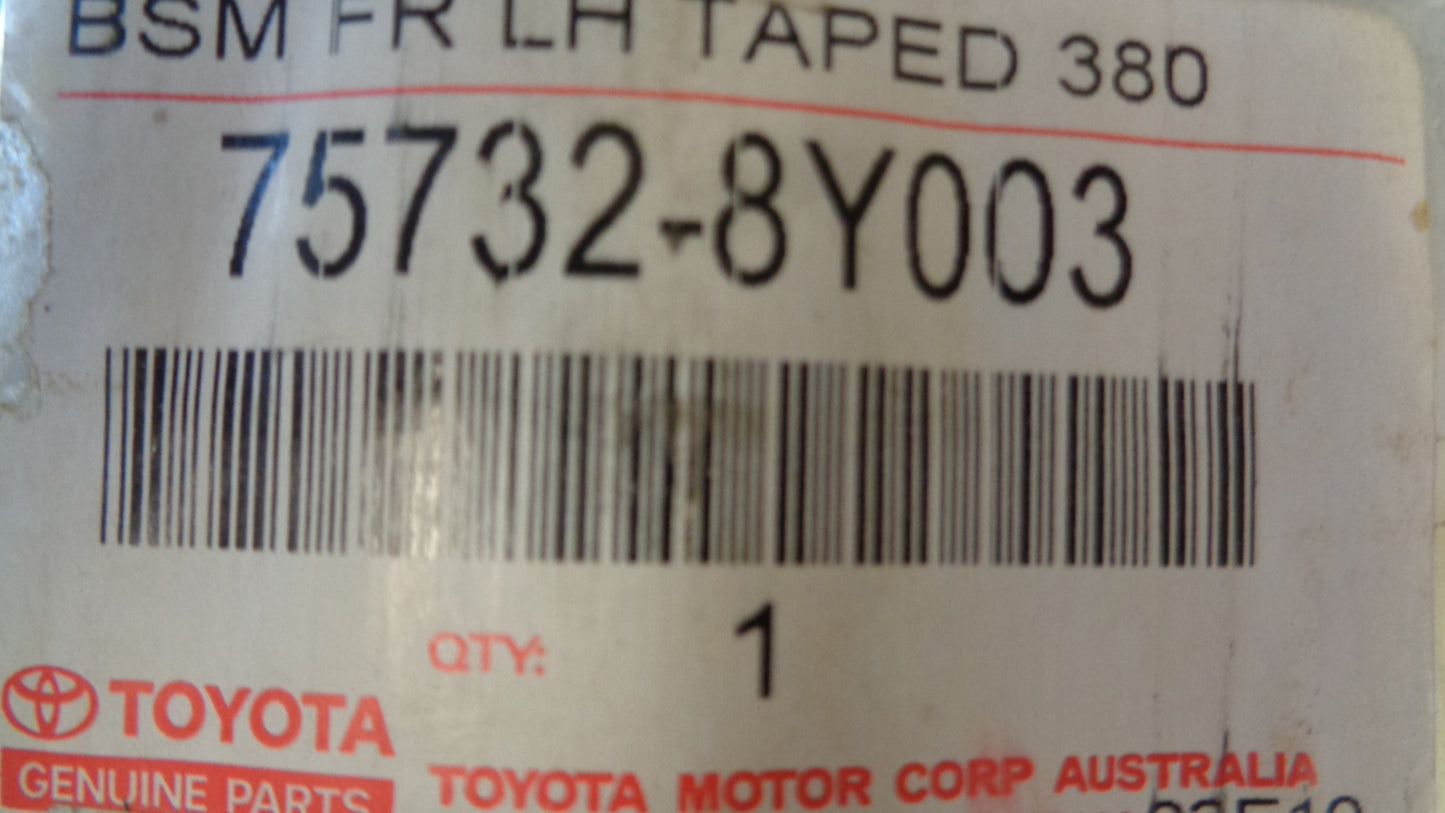 BSM FR LH TAPED 380
75732-8Y003
QTY: 1
TOYOTA
GENUINE PARTS
TOYOTA MOTOR CORP AUSTRALIA